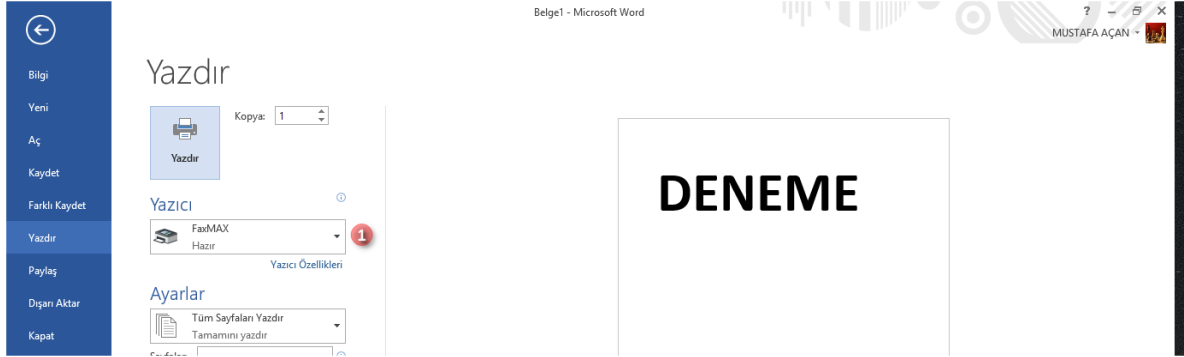 Belge1 - Microsoft Word
?
MUSTAFA AÇAN
Bilgi
Yeni
Aç
Kaydet
Farklı Kaydet
Yazdır
Paylaş
Dışarı Aktar
Kapat
Yazdır
Kopya: 1
Yazdır
Yazıcı
FaxMAX
Hazır
1
Yazıcı Özellikleri
Ayarlar
Tüm Sayfaları Yazdır
Tamamını yazdır
DENEME